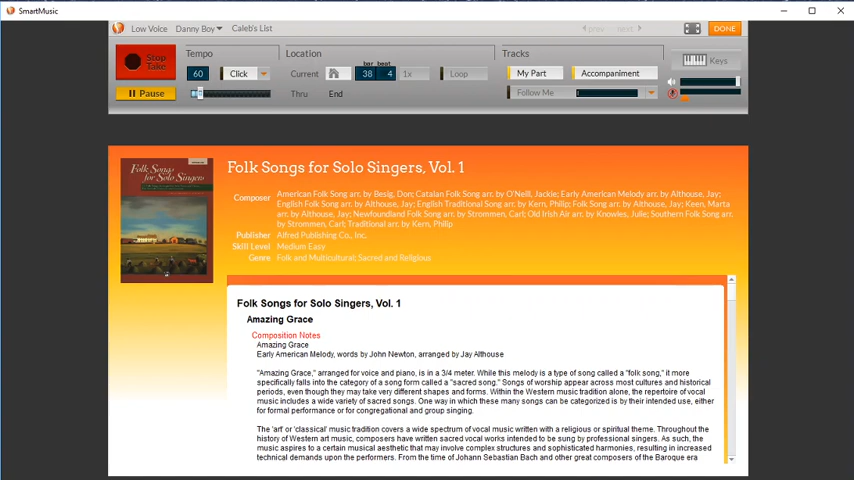 SmartMusic
Low Voice Danny Boy Caleb's List prev next DONE
Stop Take
Pause
Tempo
60 Click
Location
bar beat
Current 38 4 1x Loop
Thru End
Tracks
My Part Accompaniment
Follow Me
Keys
Folk Songs for Solo Singers
Folk Songs for Solo Singers, Vol. 1
Composer American Folk Song arr. by Besig, Don; Catalan Folk Song arr. by O'Neill, Jackie; Early American Melody arr. by Althouse, Jay;
English Folk Song arr. by Althouse, Jay; English Traditional Song arr. by Kern, Philip; Folk Song arr. by Althouse, Jay; Keen, Marta
arr. by Althouse, Jay; Newfoundland Folk Song arr. by Strommen, Carl; Old Irish Air arr. by Knowles, Julie; Southern Folk Song arr.
by Strommen, Carl; Traditional arr. by Kern, Philip
Publisher Alfred Publishing Co., Inc.
Skill Level Medium Easy
Genre Folk and Multicultural; Sacred and Religious
Folk Songs for Solo Singers, Vol. 1
Amazing Grace
Composition Notes
Amazing Grace
Early American Melody, words by John Newton, arranged by Jay Althouse
"Amazing Grace," arranged for voice and piano, is in a 3/4 meter. While this melody is a type of song called a "folk song," it more
specifically falls into the category of a song form called a "sacred song." Songs of worship appear across most cultures and historical
periods, even though they may take very different shapes and forms. Within the Western music tradition alone, the repertoire of vocal
music includes a wide variety of sacred songs. One way in which these many songs can be categorized is by their intended use, either
for formal performance or for congregational and group singing.
The 'art' or 'classical' music tradition covers a wide spectrum of vocal music written with a religious or spiritual theme. Throughout the
history of Western art music, composers have written sacred vocal works intended to be sung by professional singers. As such, the
music aspires to a certain musical aesthetic that may involve complex structures and sophisticated harmonies, resulting in increased
technical demands upon the performers. From the time of Johann Sebastian Bach and other great composers of the Baroque era